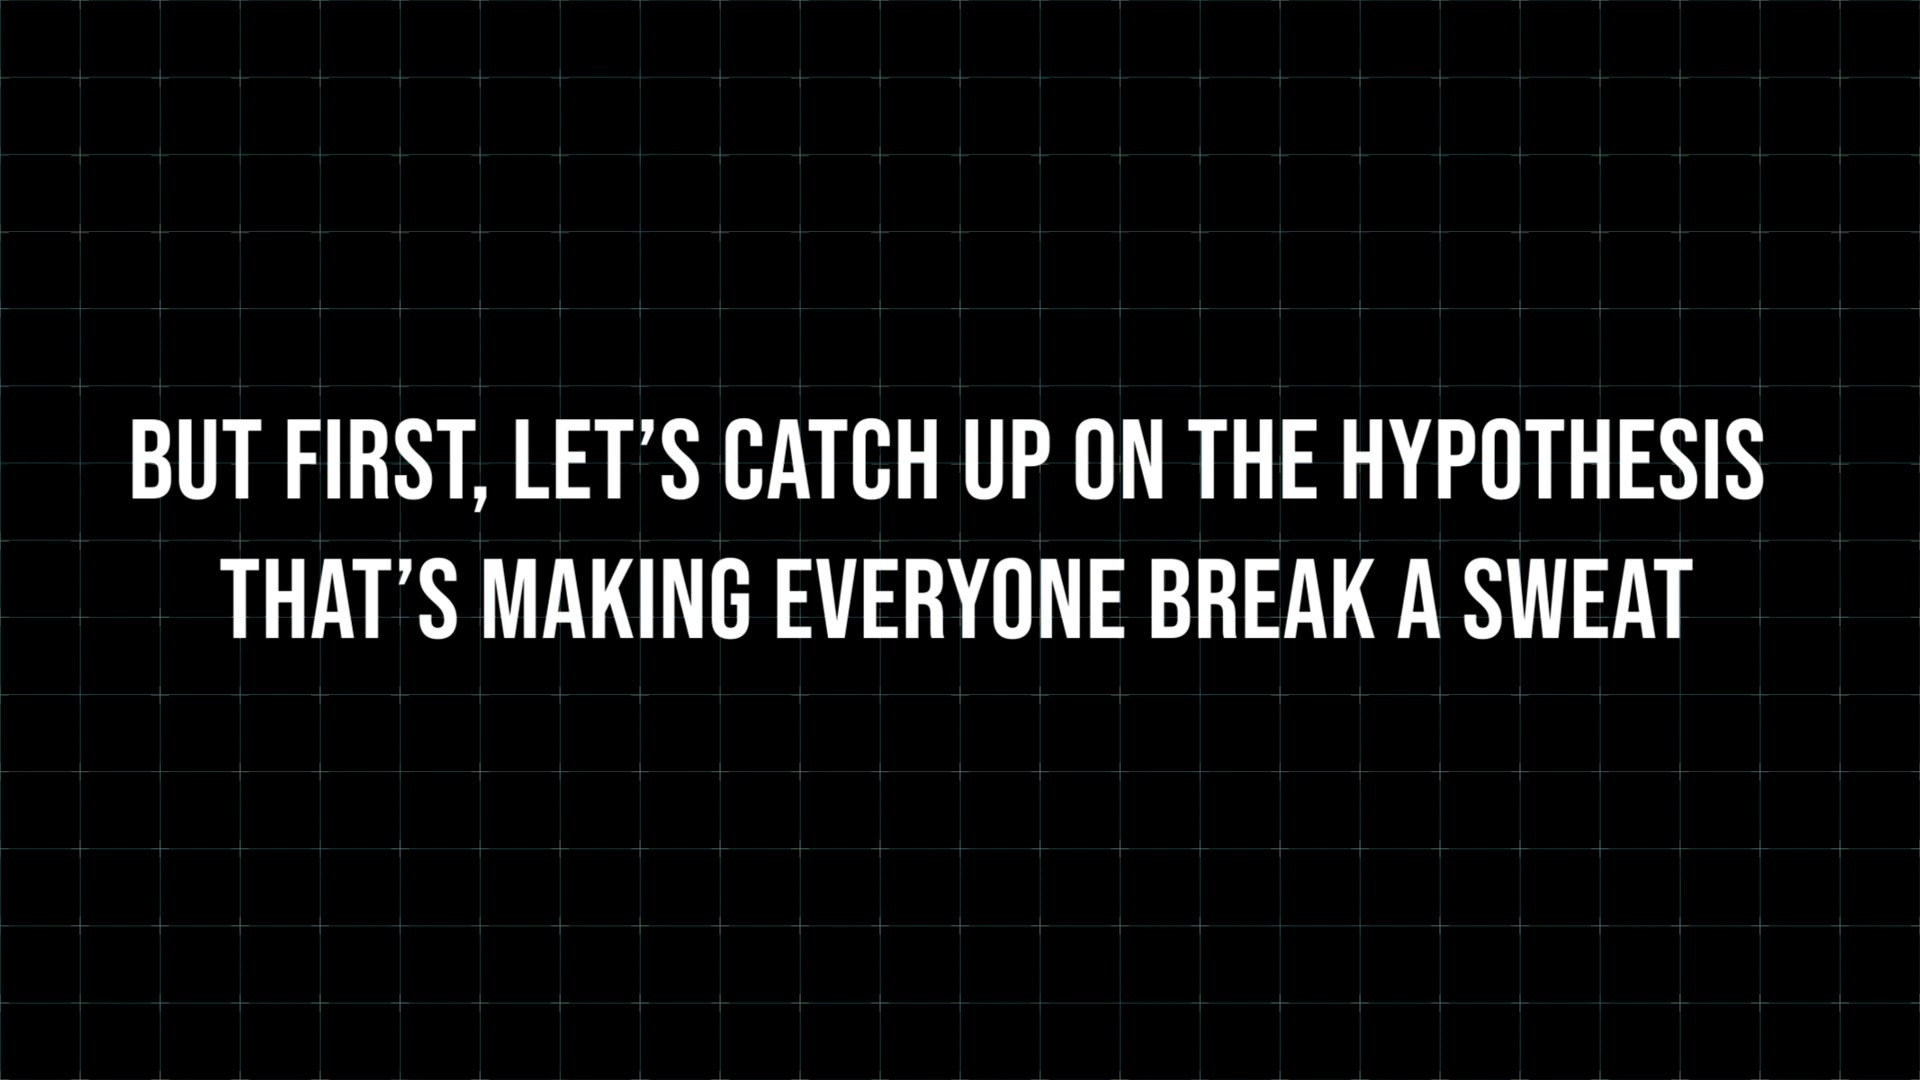 BUT FIRST, LET’S CATCH UP ON THE HYPOTHESIS
THAT’S MAKING EVERYONE BREAK A SWEAT